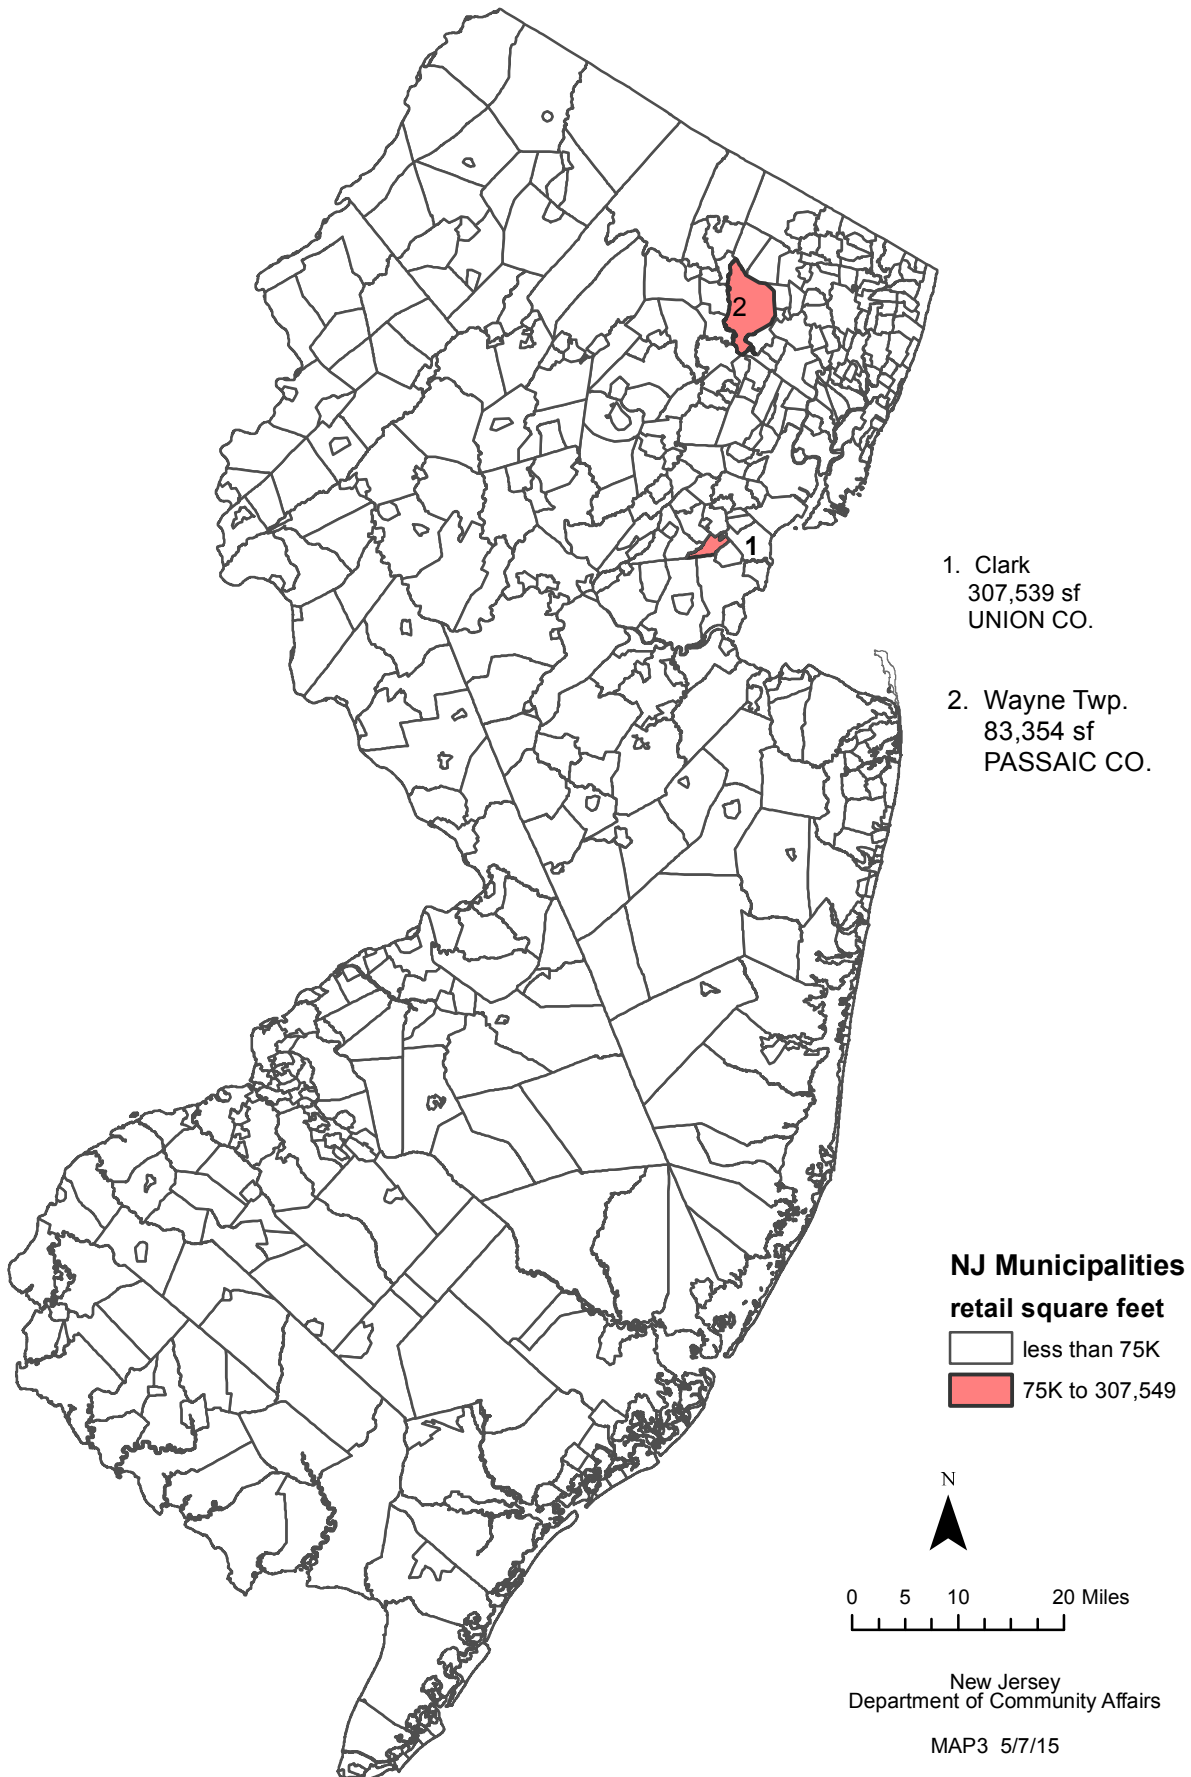 2
1
1. Clark
307,539 sf
UNION CO.
2. Wayne Twp.
83,354 sf
PASSAIC CO.
NJ Municipalities
retail square feet
less than 75K
75K to 307,549
N
0 5 10 20 Miles
New Jersey
Department of Community Affairs
MAP3 5/7/15